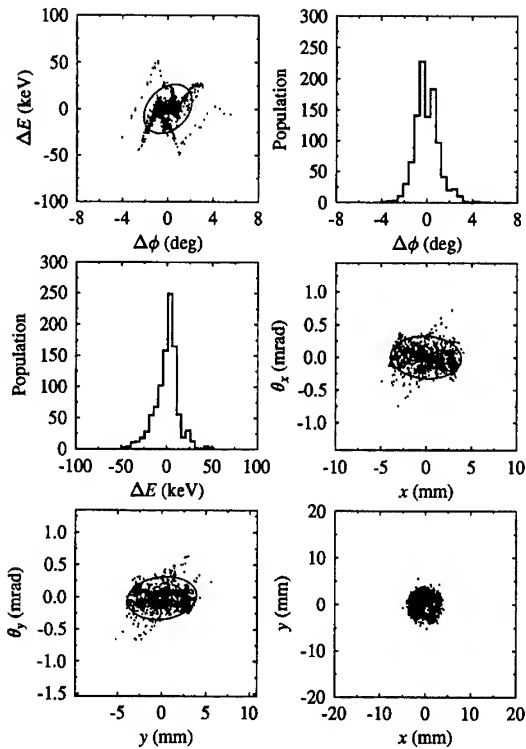 100
50
0
-50
-100
ΔE (keV)
-8 -4 0 4 8
Δϕ (deg)
300
250
200
150
100
50
0
Population
-8 -4 0 4 8
Δϕ (deg)
300
250
200
150
100
50
0
Population
-100 -50 0 50 100
ΔE (keV)
1.0
0.5
0.0
-0.5
-1.0
θx (mrad)
-10 -5 0 5 10
x (mm)
1.0
0.5
0.0
-0.5
-1.0
-1.5
θy (mrad)
-5 0 5 10
y (mm)
20
10
0
-10
-20
y (mm)
-20 -10 0 10 20
x (mm)